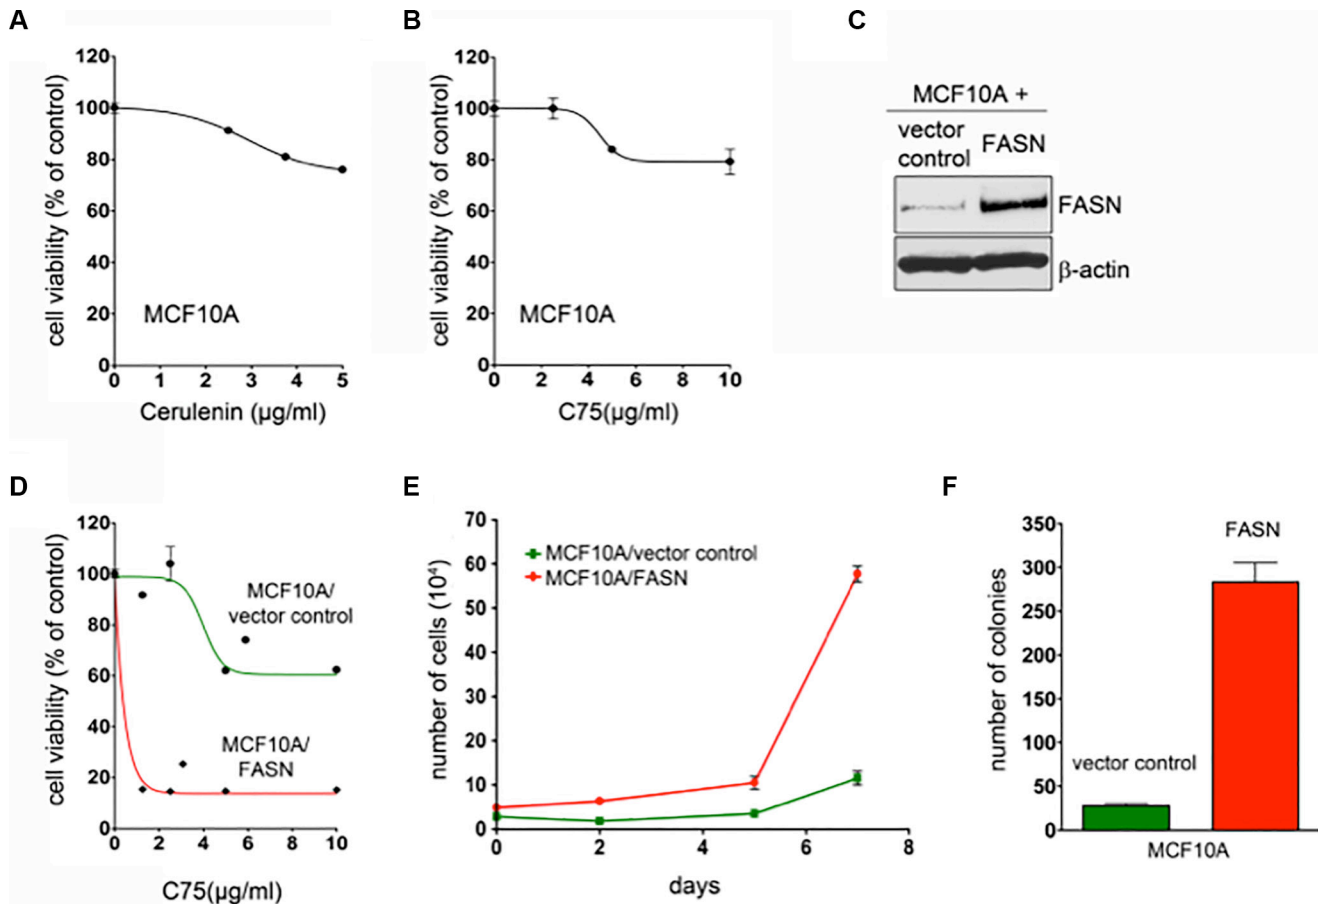 A
cell viability (% of control)
120
100
80
60
40
20
0
MCF10A
0 1 2 3 4 5
Cerulenin (µg/ml)
B
cell viability (% of control)
120
100
80
60
40
20
0
MCF10A
0 2 4 6 8 10
C75(µg/ml)
C
MCF10A +
vector
control
FASN
FASN
β-actin
D
cell viability (% of control)
120
100
80
60
40
20
0
MCF10A/
vector control
MCF10A/
FASN
0 2 4 6 8 10
C75(µg/ml)
E
number of cells (10⁴)
70
60
50
40
30
20
10
0
MCF10A/vector control
MCF10A/FASN
0 2 4 6 8
days
F
number of colonies
350
300
250
200
150
100
50
0
FASN
vector control
MCF10A